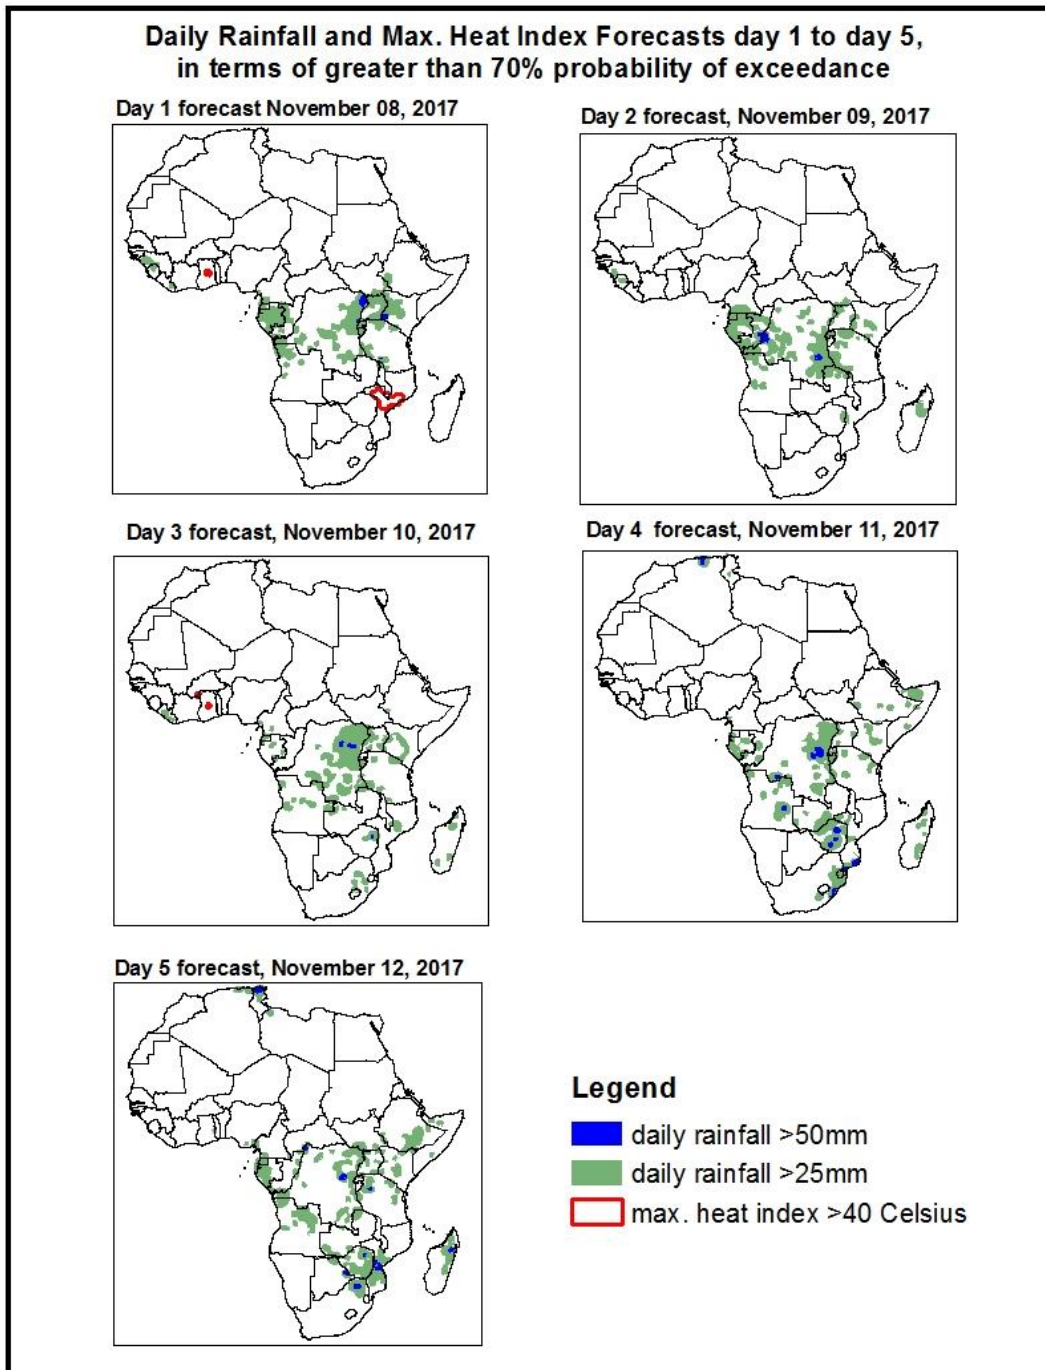 Daily Rainfall and Max. Heat Index Forecasts day 1 to day 5,
in terms of greater than 70% probability of exceedance
Day 1 forecast November 08, 2017
Day 2 forecast, November 09, 2017
Day 3 forecast, November 10, 2017
Day 4 forecast, November 11, 2017
Day 5 forecast, November 12, 2017
Legend
daily rainfall >50mm
daily rainfall >25mm
max. heat index >40 Celsius